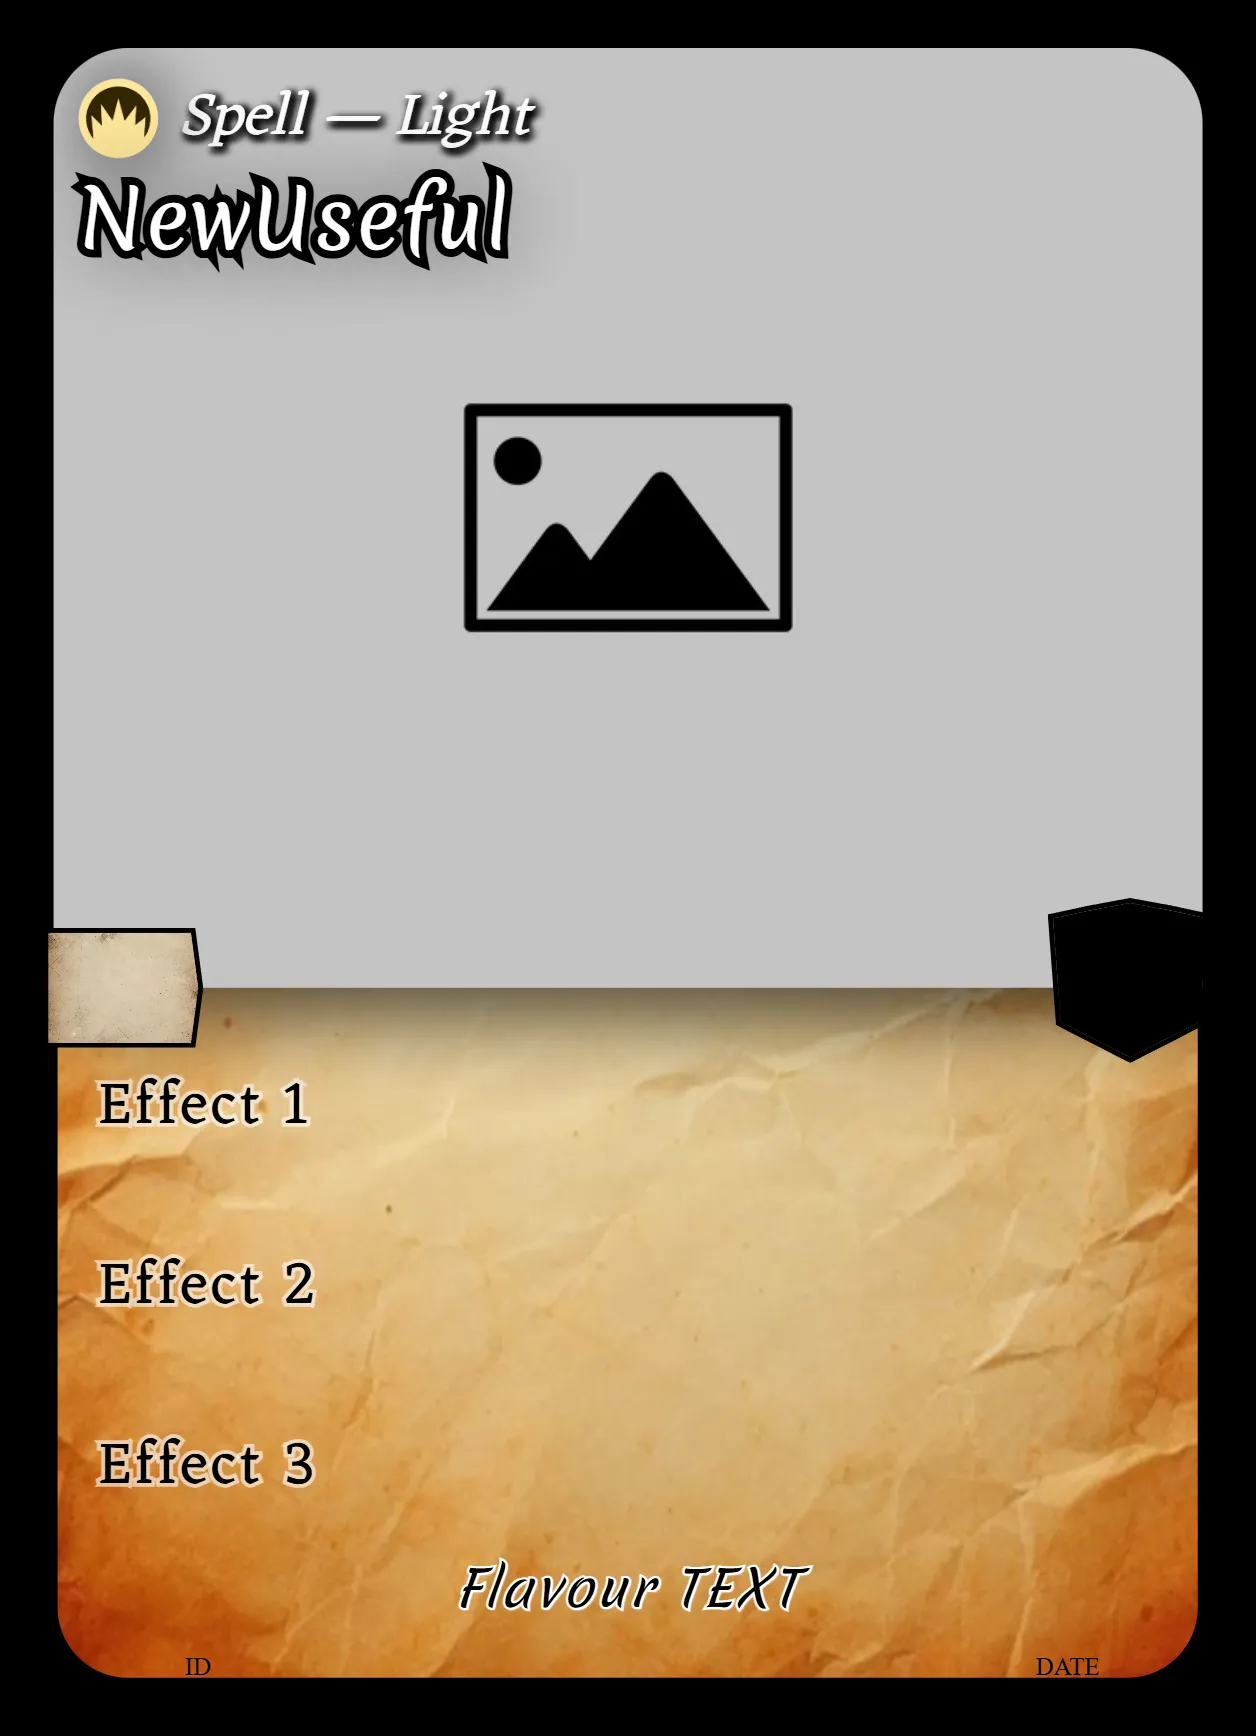 Spell — Light
NewUseful
Effect 1
Effect 2
Effect 3
Flavour TEXT
ID
DATE